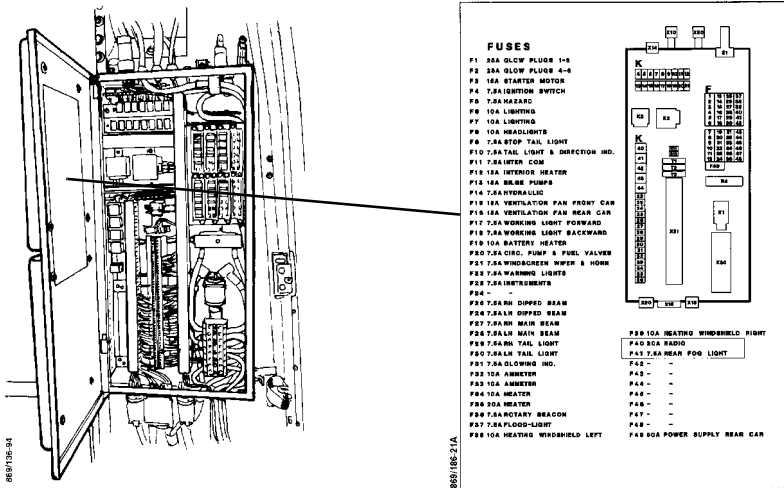 FUSES
F1 25A GLOW PLUGS 1-3
F2 25A GLOW PLUGS 4-6
F3 15A STARTER MOTOR
F4 7.5A IGNITION SWITCH
F5 7.5A HAZARD
F6 10A LIGHTING
F7 10A LIGHTING
F8 10A HEADLIGHTS
F9 7.5A STOP TAIL LIGHT
F10 7.5A TAIL LIGHT & DIRECTION IND.
F11 7.5A INTER COM
F12 15A INTERIOR HEATER
F13 15A BILGE PUMPS
F14 7.5A HYDRAULIC
F15 15A VENTILATION FAN FRONT CAR
F16 15A VENTILATION FAN REAR CAR
F17 7.5A WORKING LIGHT FORWARD
F18 7.5A WORKING LIGHT BACKWARD
F19 10A BATTERY HEATER
F20 7.5A CIRC. PUMP & FUEL VALVES
F21 7.5A WINDSCREEN WIPER & HORN
F22 7.5A WARNING LIGHTS
F23 7.5A INSTRUMENTS
F24 - -
F25 7.5A RH DIPPED BEAM
F26 7.5A LH DIPPED BEAM
F27 7.5A RH MAIN BEAM
F28 7.5A LH MAIN BEAM
F29 7.5A RH TAIL LIGHT
F30 7.5A LH TAIL LIGHT
F31 7.5A GLOWING IND.
F32 10A AMMETER
F33 10A AMMETER
F34 10A HEATER
F35 20A HEATER
F36 7.5A ROTARY BEACON
F37 7.5A FLOOD-LIGHT
F38 10A HEATING WINDSHIELD LEFT
X10 X30
X14
K
F
K3 K2
K
F49
R4
K1
X31
X20 X18
F39 10A HEATING WINDSHIELD RIGHT
F40 30A RADIO
F41 7.5A REAR FOG LIGHT
F42 - -
F43 - -
F44 - -
F45 - -
F46 - -
F47 - -
F48 - -
F49 50A POWER SUPPLY REAR CAR
869/136-94
869/186-21A